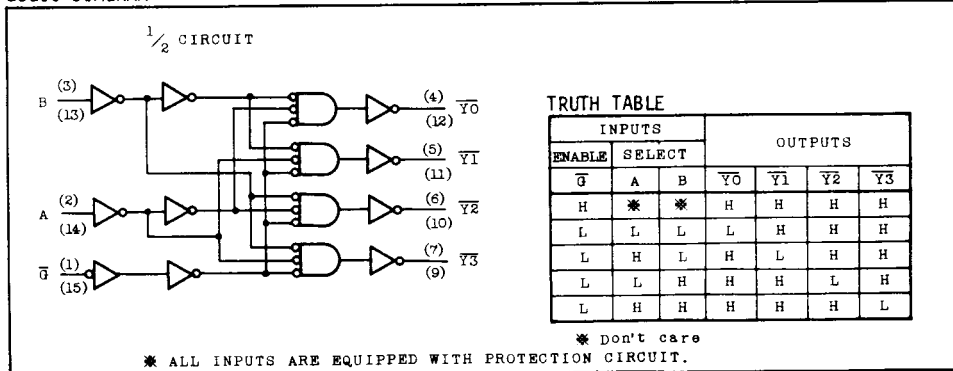 1/2 CIRCUIT
B (3) (13)
(4) (12) Y0
(5) (11) Y1
A (2) (14)
(6) (10) Y2
G (1) (15)
(7) (9) Y3
TRUTH TABLE
INPUTS OUTPUTS
ENABLE SELECT
G A B Y0 Y1 Y2 Y3
H ※ ※ H H H H
L L L L H H H
L H L H L H H
L L H H H L H
L H H H H H L
※ Don't care
※ ALL INPUTS ARE EQUIPPED WITH PROTECTION CIRCUIT.